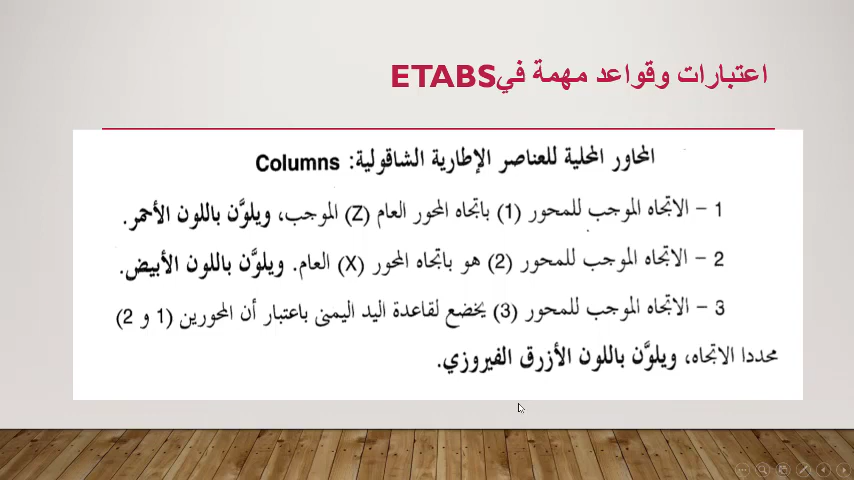 اعتبارات وقواعد مهمة فيETABS
المحاور المحلية للعناصر الإطارية الشاقولية: Columns
1 – الاتجاه الموجب للمحور (1) باتجاه المحور العام (Z) الموجب، ويلوَّن باللون الأحمر.
2 – الاتجاه الموجب للمحور (2) هو باتجاه المحور (X) العام. ويلوَّن باللون الأبيض.
3 – الاتجاه الموجب للمحور (3) يخضع لقاعدة اليد اليمنى باعتبار أن المحورين (1 و 2)
محددا الاتجاه، ويلوَّن باللون الأزرق الفيروزي.